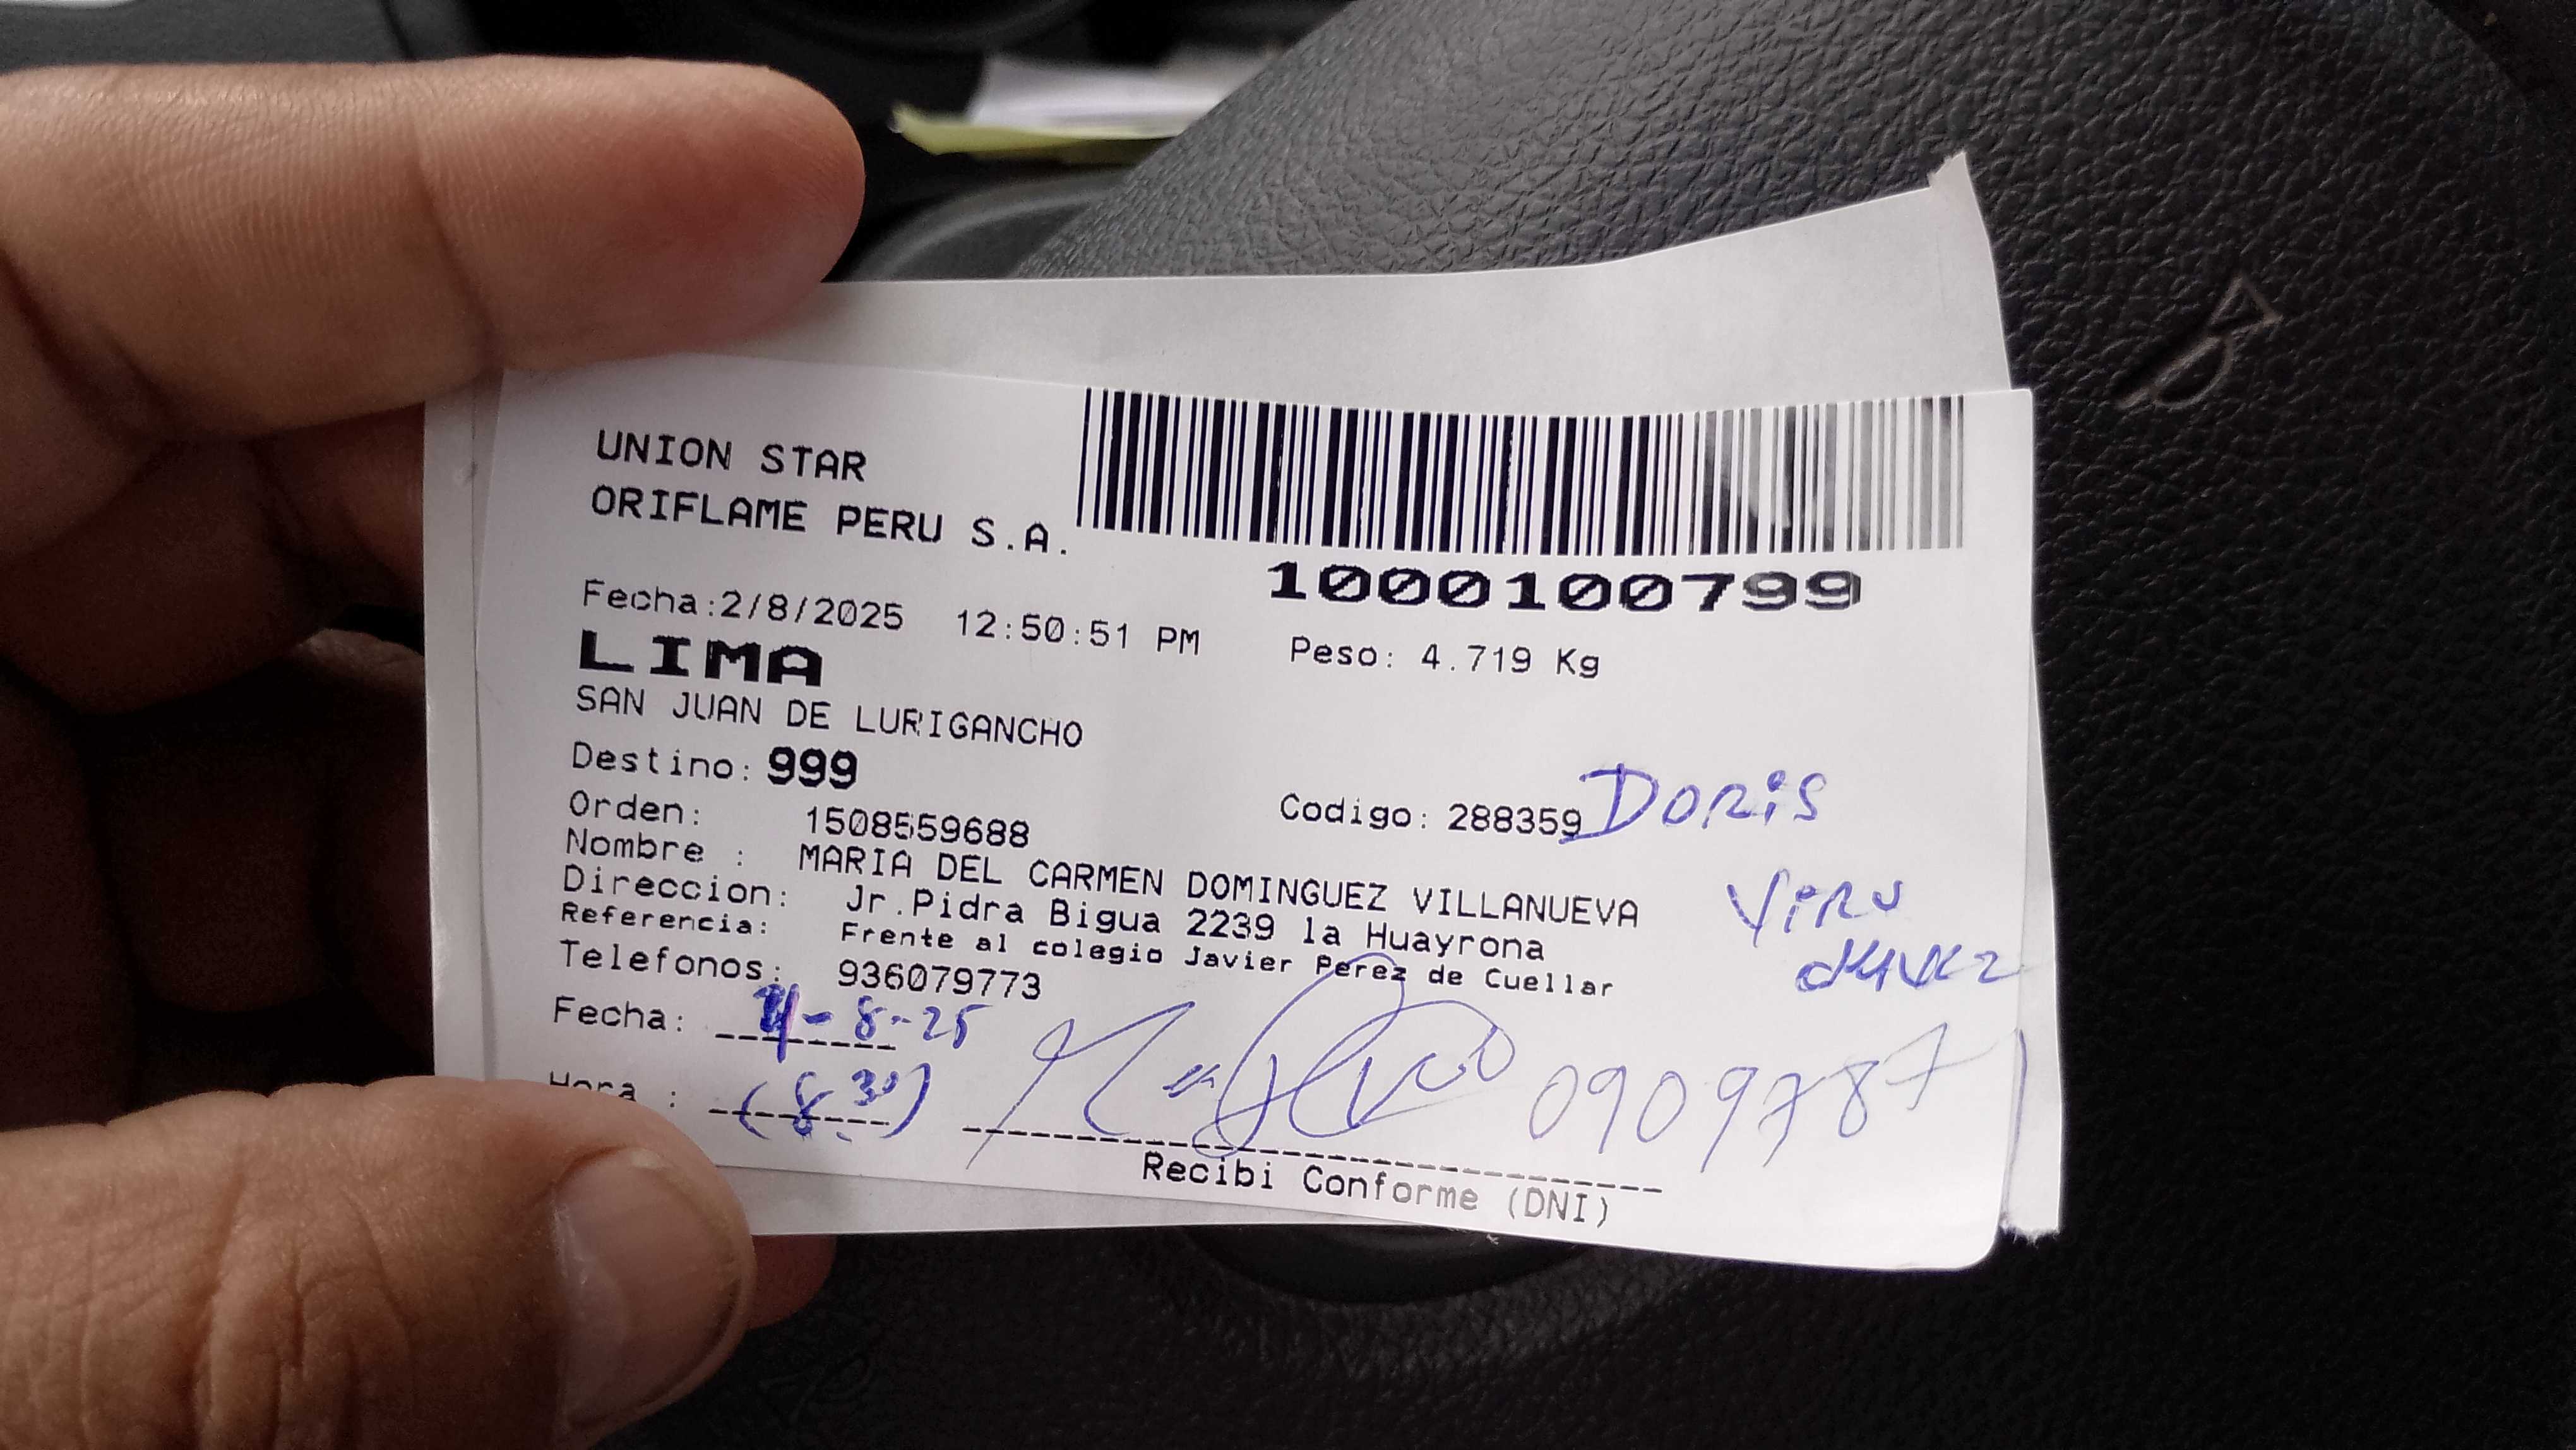 UNION STAR
ORIFLAME PERU S.A.
1000100799
Fecha:2/8/2025 12:50:51 PM
Peso: 4.719 Kg
LIMA
SAN JUAN DE LURIGANCHO
Destino: 999
Orden: 1508559688
Codigo: 288359 DORiS
Nombre : MARIA DEL CARMEN DOMINGUEZ VILLANUEVA
Direccion: Jr.Pidra Bigua 2239 la Huayrona
ViRU
Referencia: Frente al colegio Javier Perez de Cuellar
Telefonos: 936079773
Fecha: 4-8-25
Hora : (8.30)
09097787
Recibi Conforme (DNI)